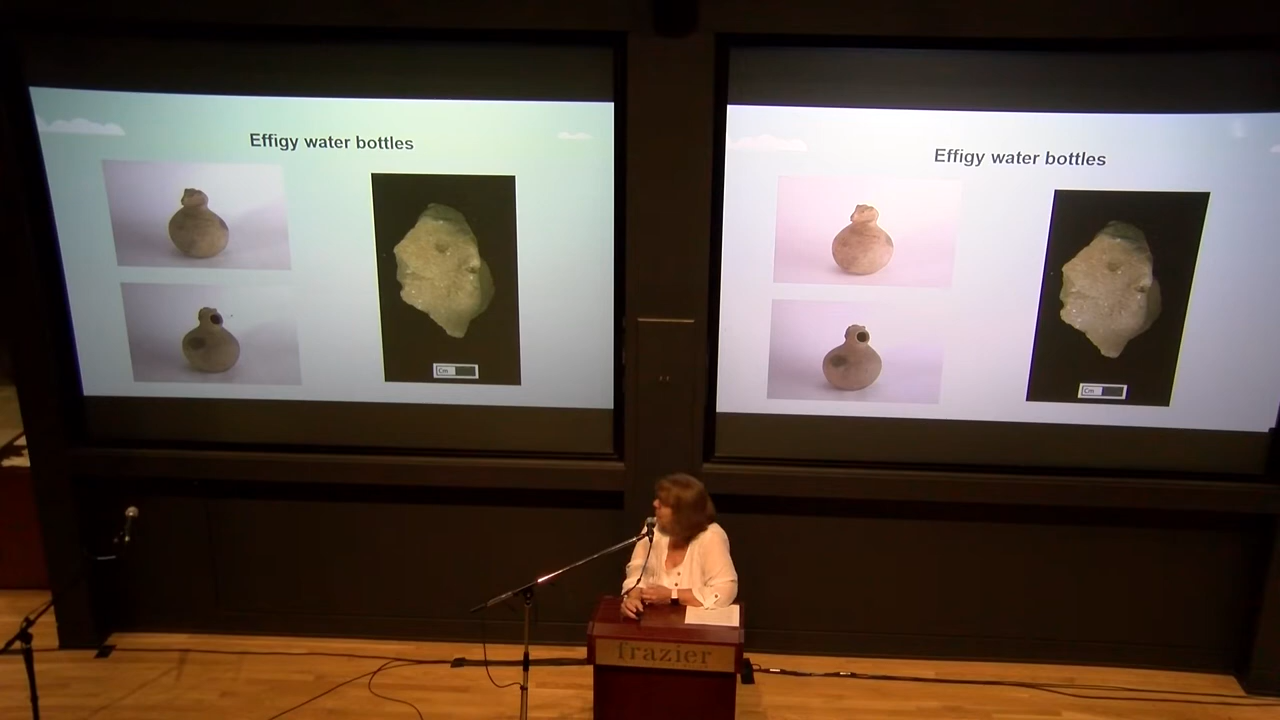 Effigy water bottles
Cm
Effigy water bottles
Cm
frazier